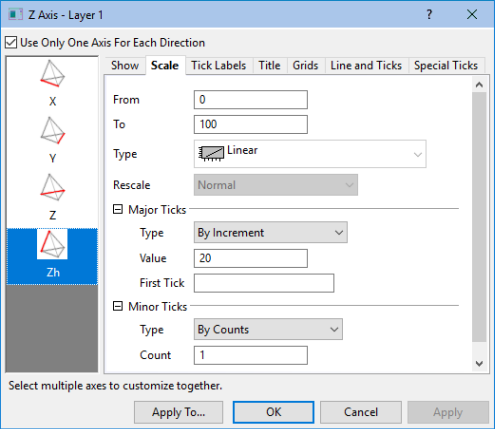 Z Axis - Layer 1
?
Use Only One Axis For Each Direction
X
Y
Z
Zh
Show Scale Tick Labels Title Grids Line and Ticks Special Ticks
From 0
To 100
Type Linear
Rescale Normal
Major Ticks
Type By Increment
Value 20
First Tick
Minor Ticks
Type By Counts
Count 1
Select multiple axes to customize together.
Apply To... OK Cancel Apply